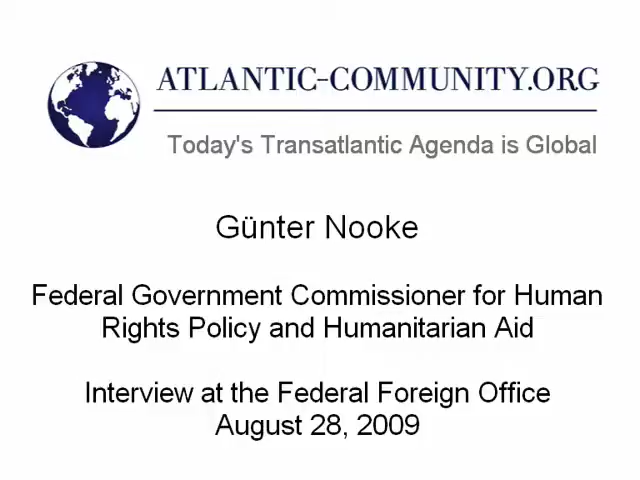 ATLANTIC-COMMUNITY.ORG
Today's Transatlantic Agenda is Global
Günter Nooke
Federal Government Commissioner for Human
Rights Policy and Humanitarian Aid
Interview at the Federal Foreign Office
August 28, 2009